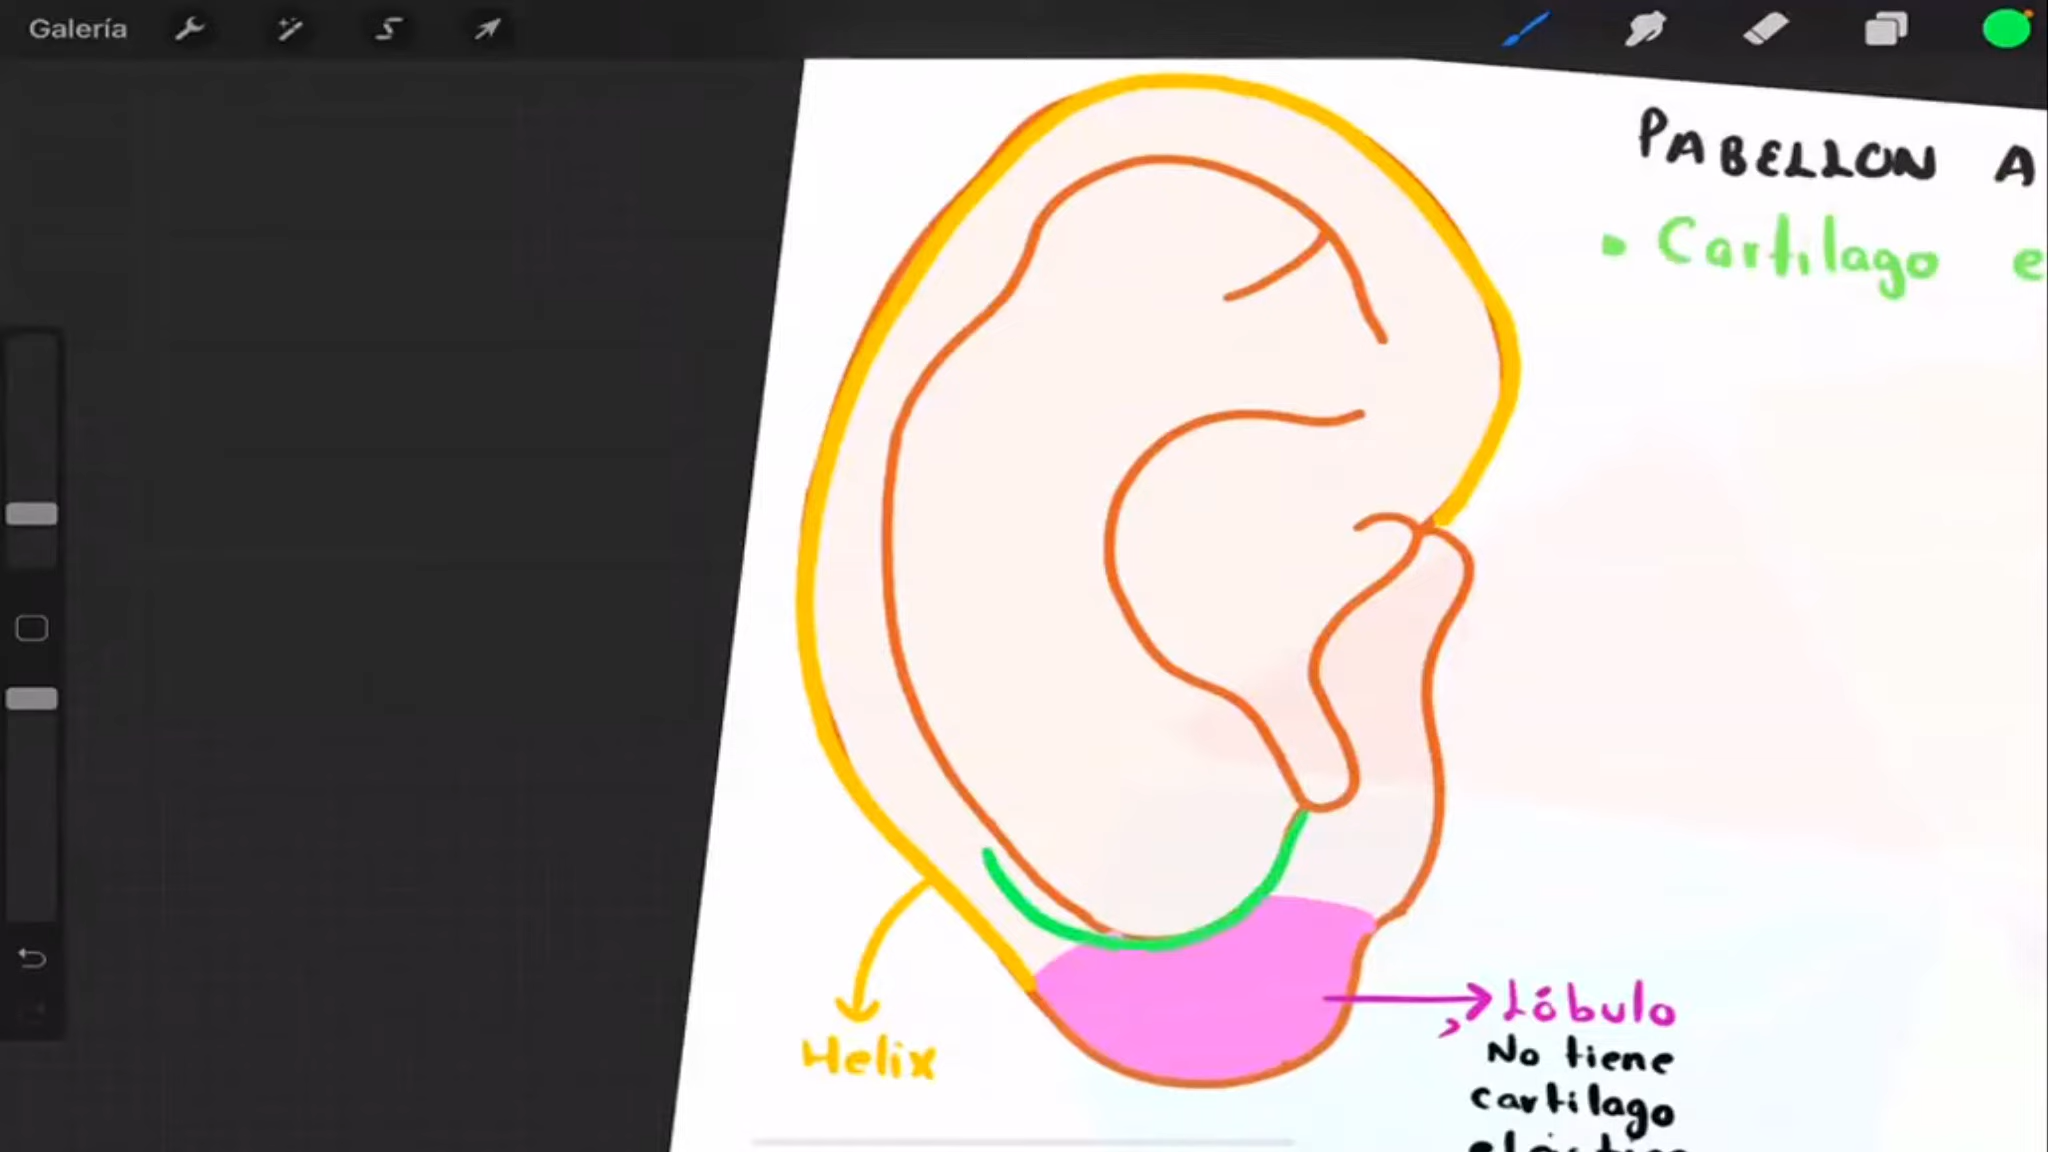 Galería
PABELLON A
• Cartilago e
Helix
Lóbulo
No tiene
cartilago